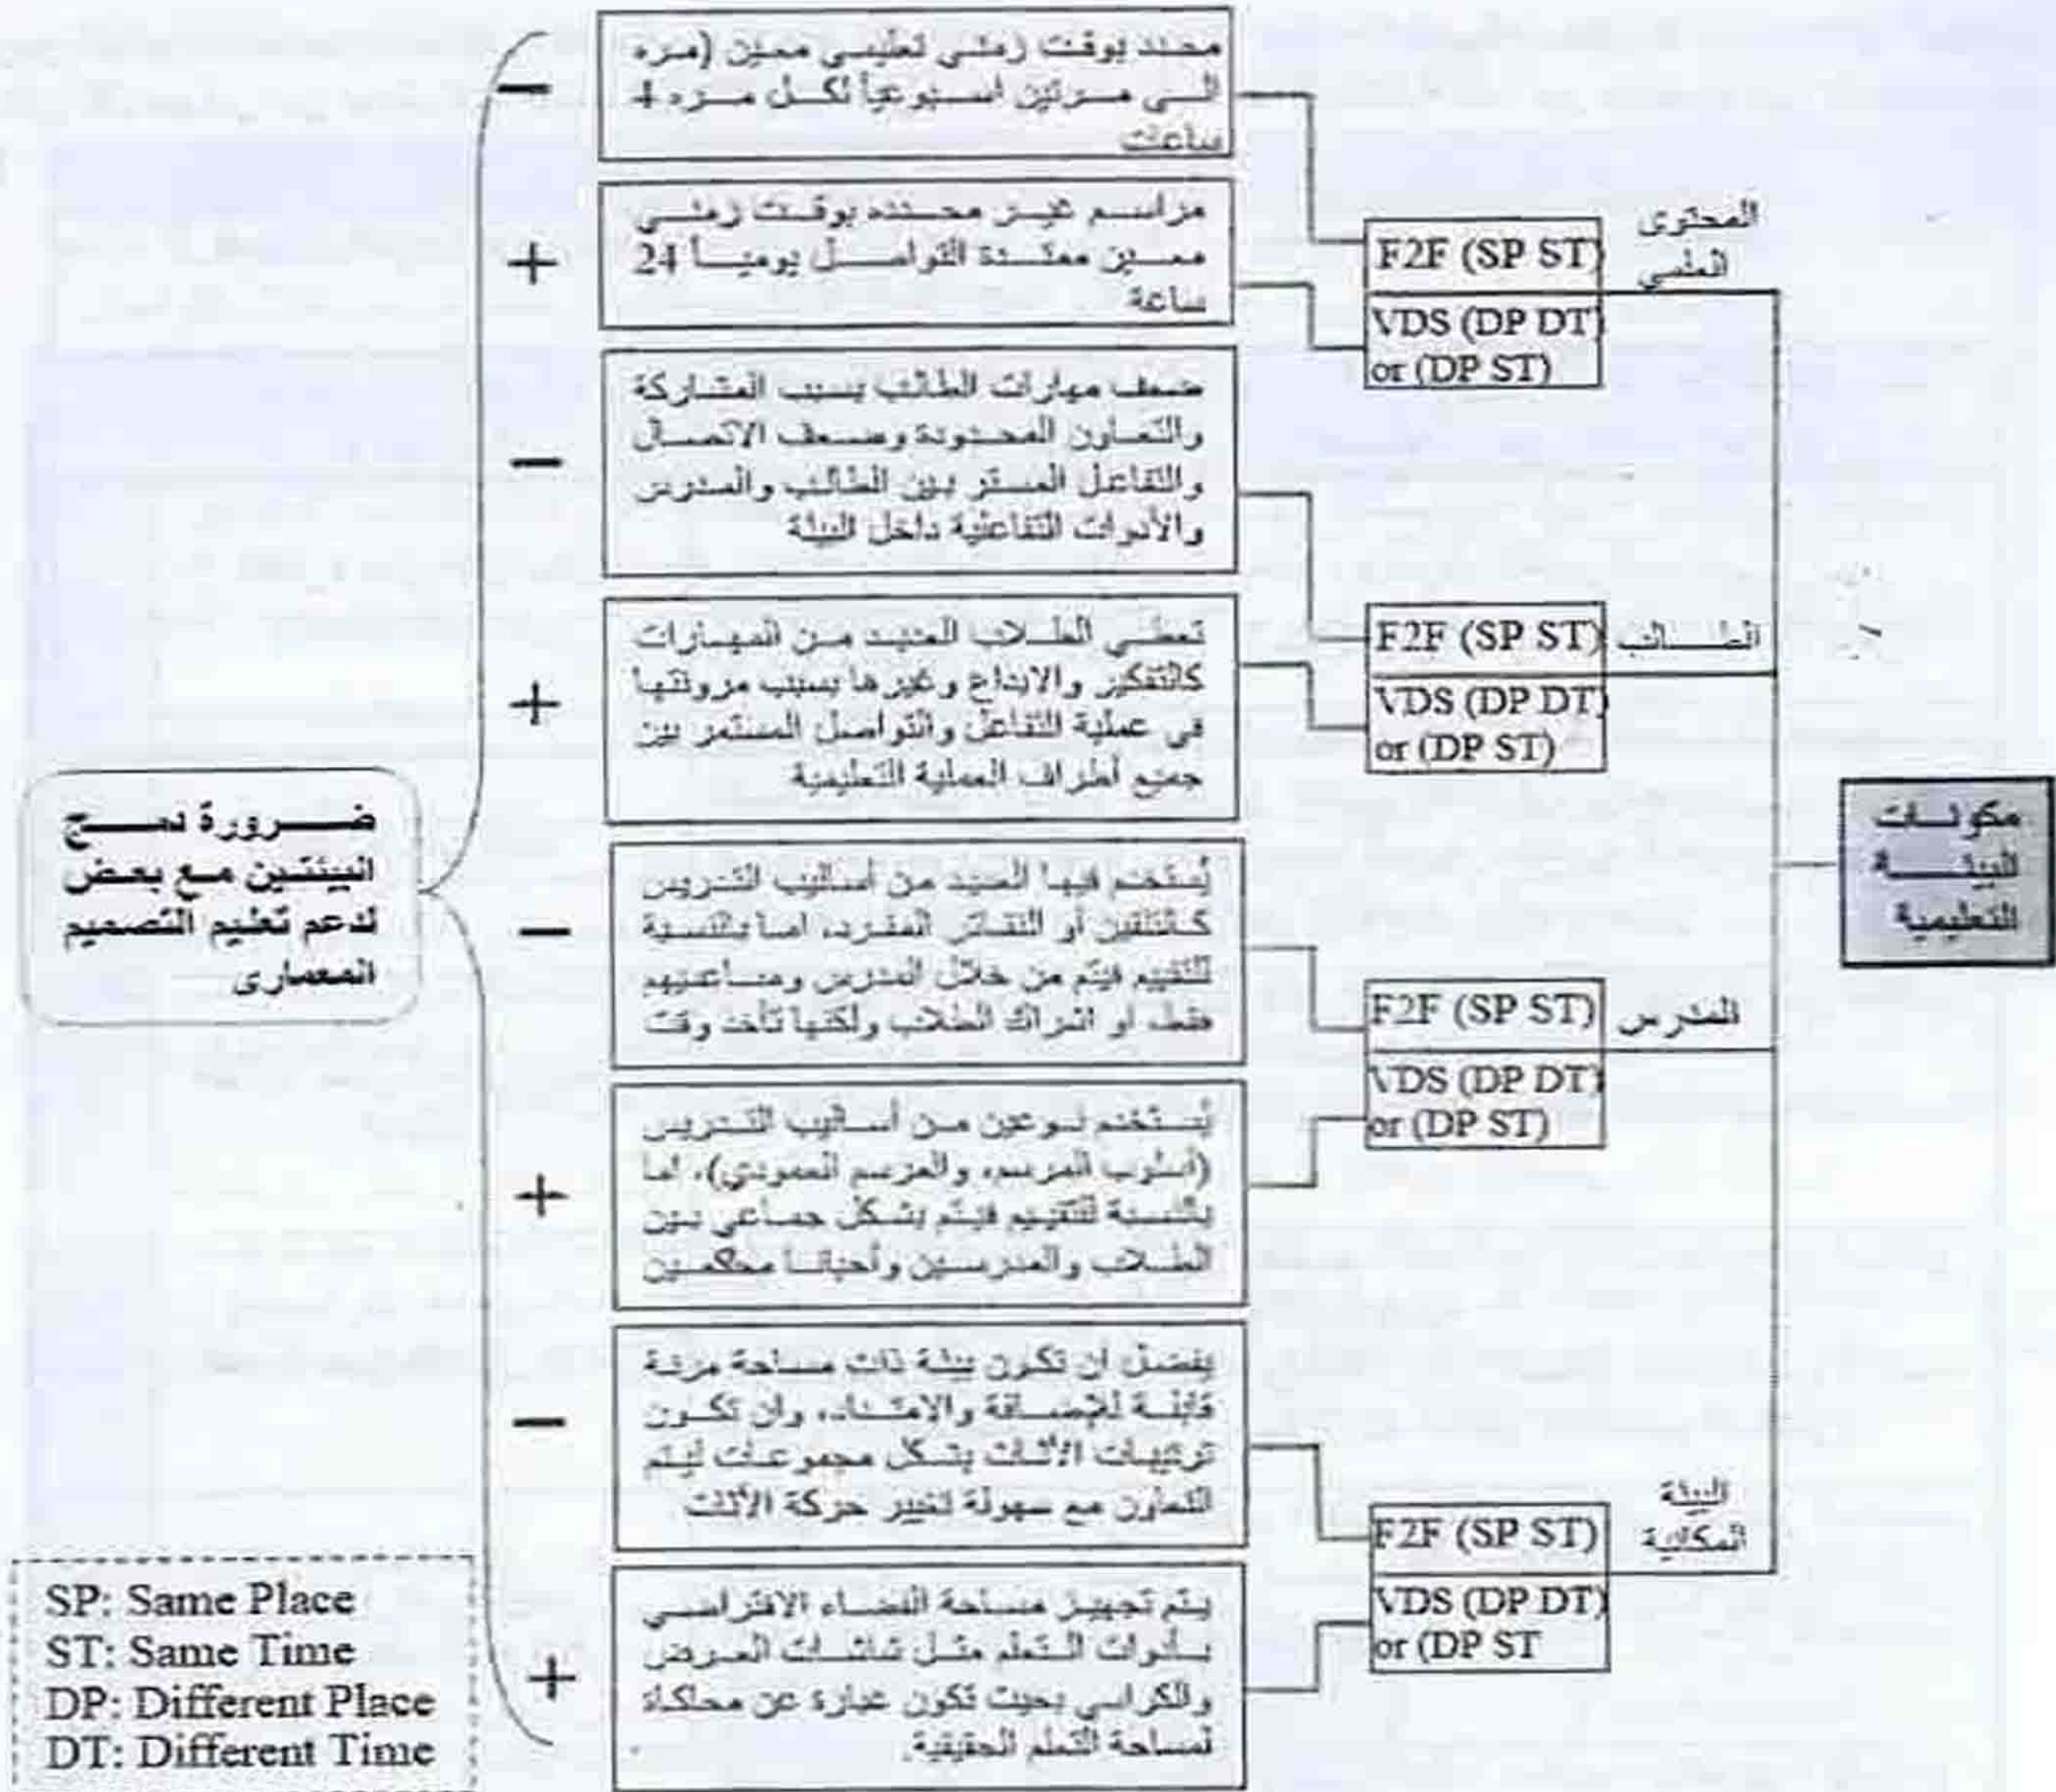 مكونات
البيئة
التعليمية
المحتوى
العلمي
F2F (SP ST)
VDS (DP DT)
or (DP ST)
محدد بوقت زمني تعليمي معين (مره
الى مرتين اسبوعياً لكل مره 4
ساعات
مراسم غير محدده بوقت زمني
معين ممتدة التواصل يومياً 24
ساعة
الطالب
F2F (SP ST)
VDS (DP DT)
or (DP ST)
ضعف مهارات الطالب بسبب المشاركة
والتعاون المحدودة وضعف الاتصال
والتفاعل المستر بين الطالب والمدرس
والأدوات التفاعلية داخل البيئة
تعطي الطلاب العديد من المهارات
كالتفكير والابداع وغيرها بسبب مرونتها
في عملية التفاعل والتواصل المستمر بين
جميع أطراف العملية التعليمية
المدرس
F2F (SP ST)
VDS (DP DT)
or (DP ST)
يُستخدم فيها العديد من أساليب التدريس
كالتلقين أو النقاش المفرد، اما بالنسبة
للتقييم فيتم من خلال المدرس ومساعديهم
فقط، او اشراك الطلاب ولكنها تأخذ وقت
يُستخدم نوعين من أساليب التدريس
(أسلوب المرسم، والمرسم العمودي)، اما
بالنسبة للتقييم فيتم بشكل جماعي بين
الطلاب والمدرسين وأحياناً محكمين
البيئة
المكانية
F2F (SP ST)
VDS (DP DT)
or (DP ST
يفضل ان تكون بيئة ذات مساحة مرنة
قابلة للإضافة والامتداد، وان تكون
ترتيبات الأثاث بشكل مجموعات ليتم
التعاون مع سهولة تغيير حركة الأثاث
يتم تجهيز مساحة الفضاء الافتراضي
بأدوات التعلم مثل شاشات العرض
والكراسي بحيث تكون عبارة عن محاكاة
لمساحة التعلم الحقيقية.
−
+
−
+
−
+
−
+
ضرورة دمج
البيئتين مع بعض
لدعم تعليم التصميم
المعماري
SP: Same Place
ST: Same Time
DP: Different Place
DT: Different Time